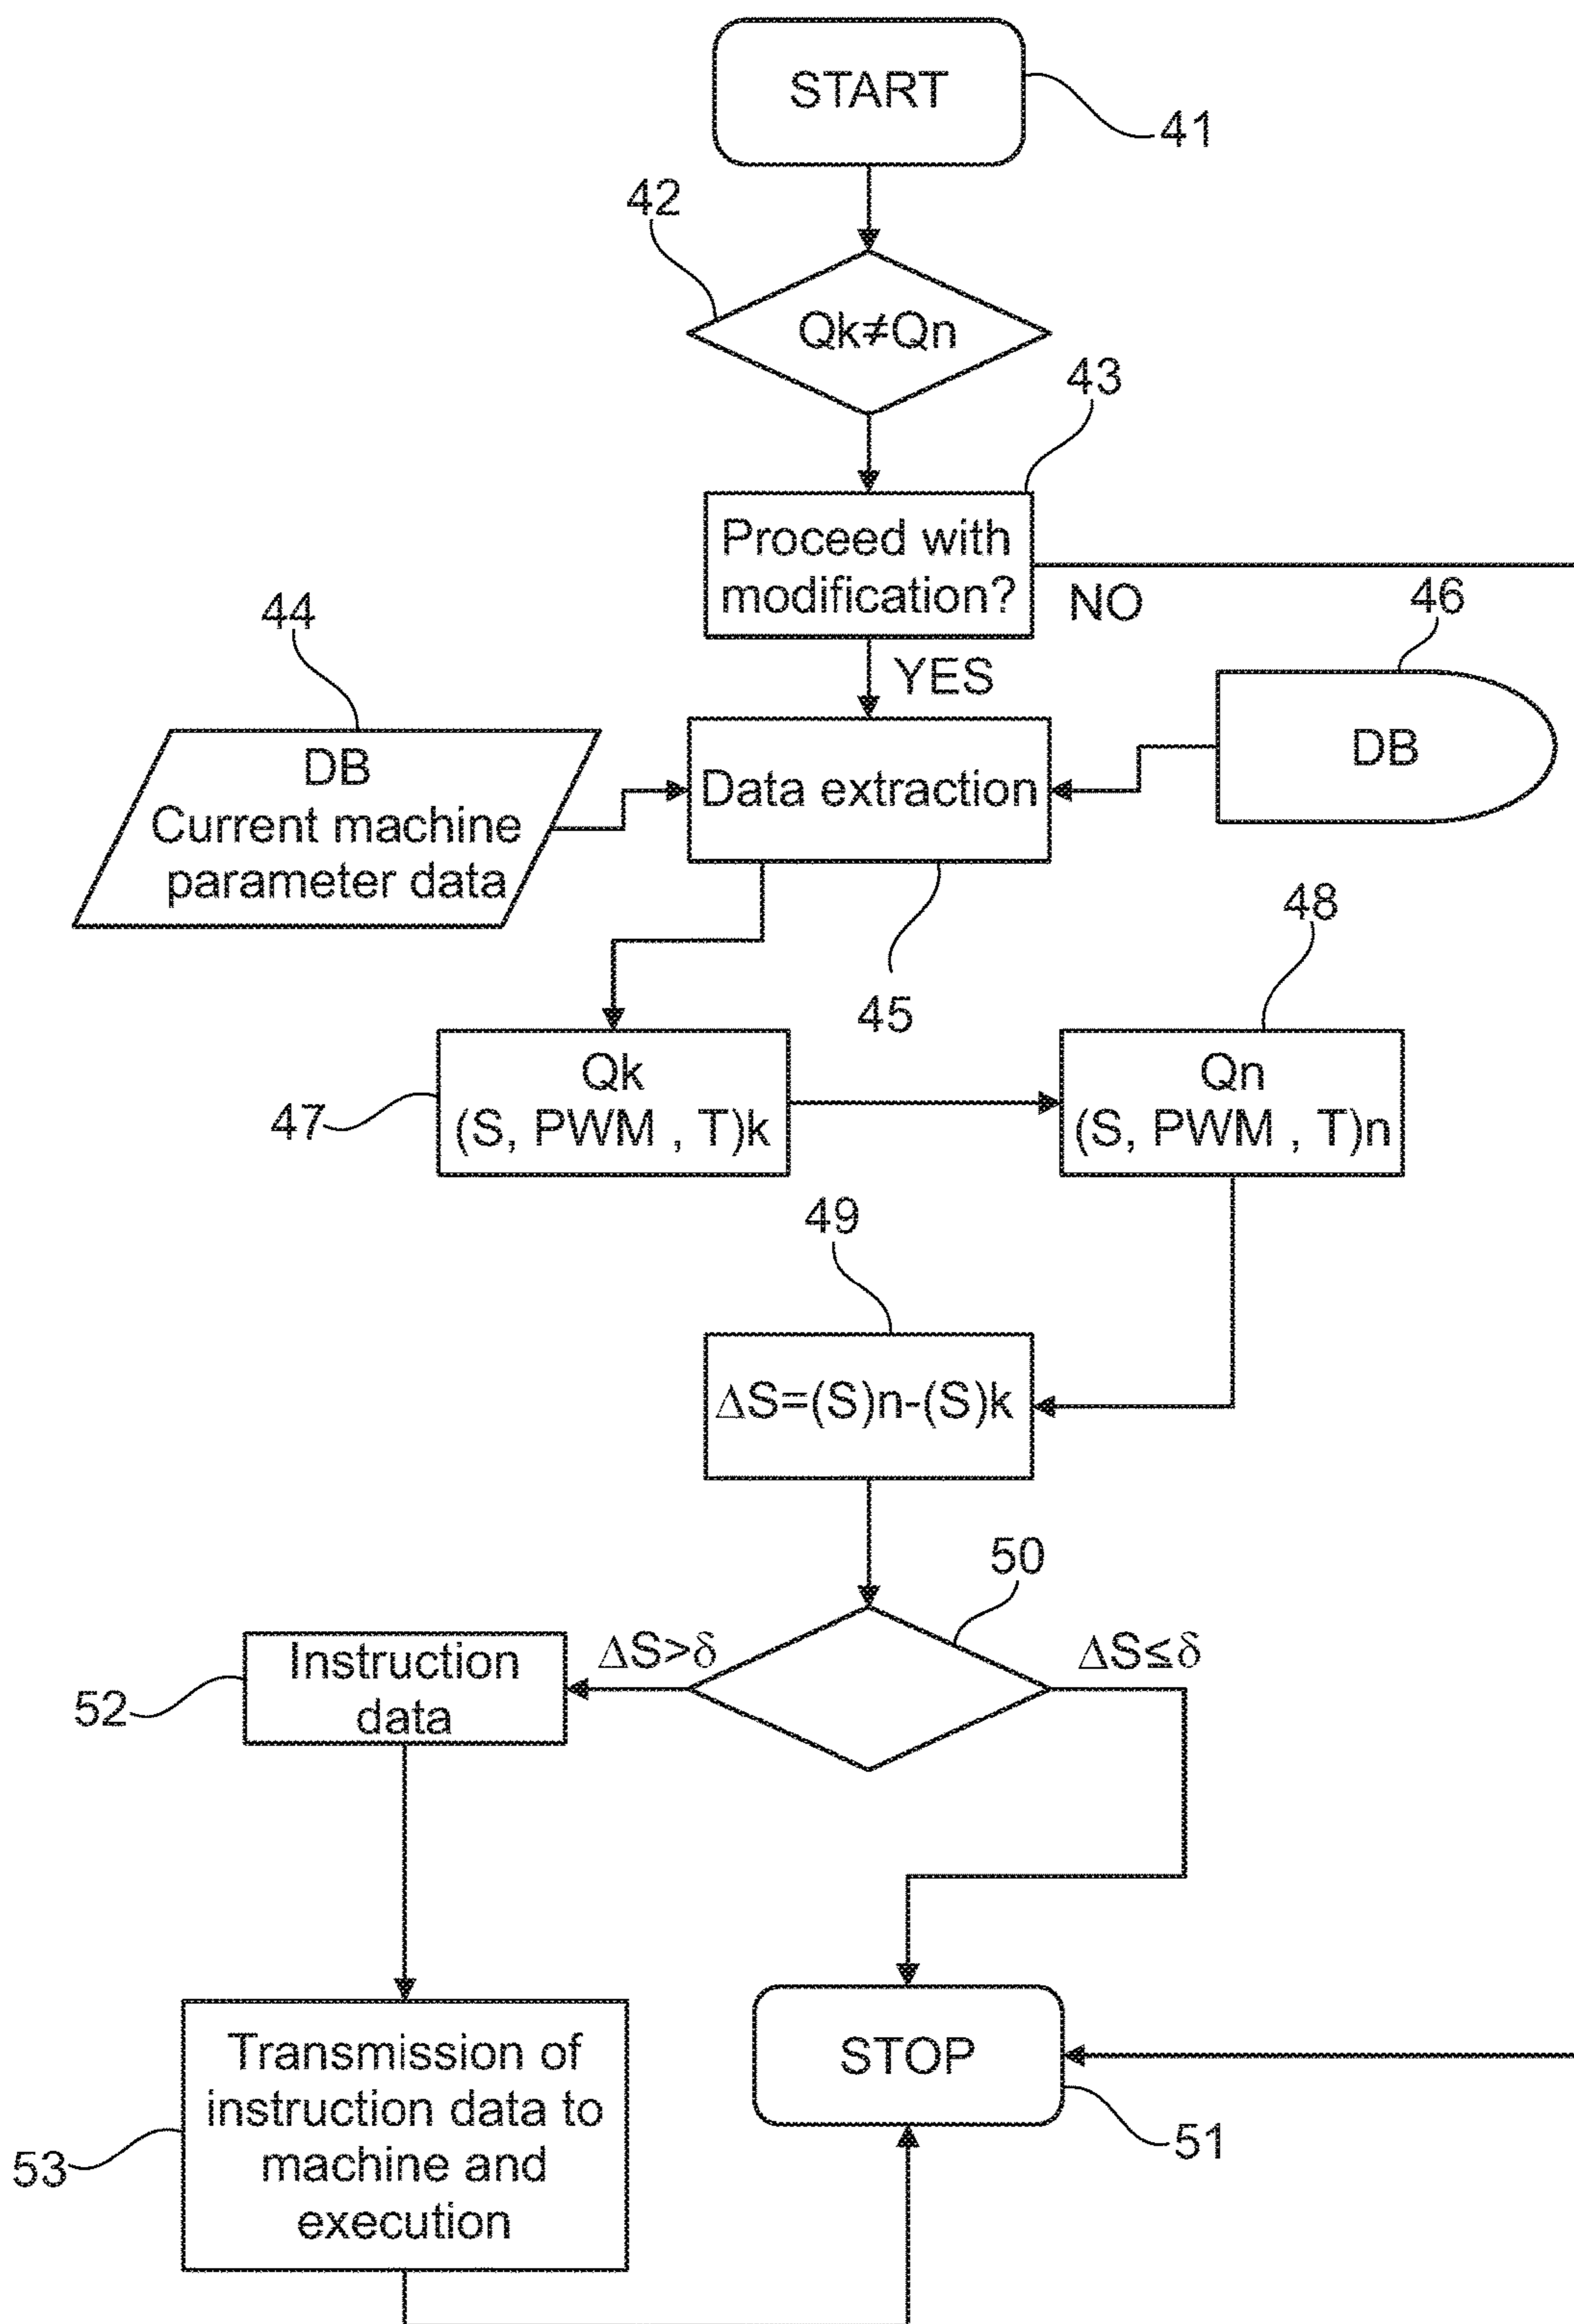 START
41
42
Qk≠Qn
43
Proceed with
modification?
NO
YES
44
46
DB
Current machine
parameter data
Data extraction
DB
45
48
47
Qk
(S, PWM , T)k
Qn
(S, PWM , T)n
49
ΔS=(S)n-(S)k
50
ΔS>δ
ΔS≤δ
52
Instruction
data
53
Transmission of
instruction data to
machine and
execution
STOP
51